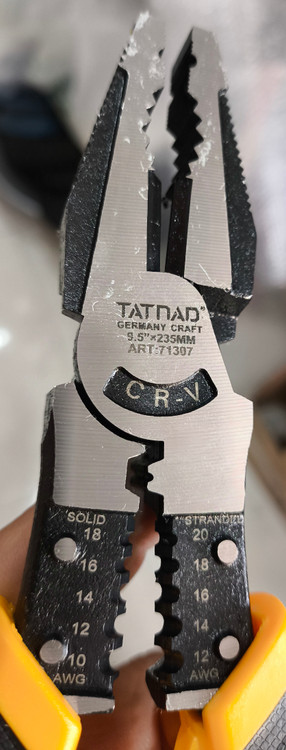 TATNAD®
GERMANY CRAFT
9.5"×235MM
ART:71307
CR-V
SOLID STRANDED
18 20
16 18
14 16
12 14
10 12
AWG AWG